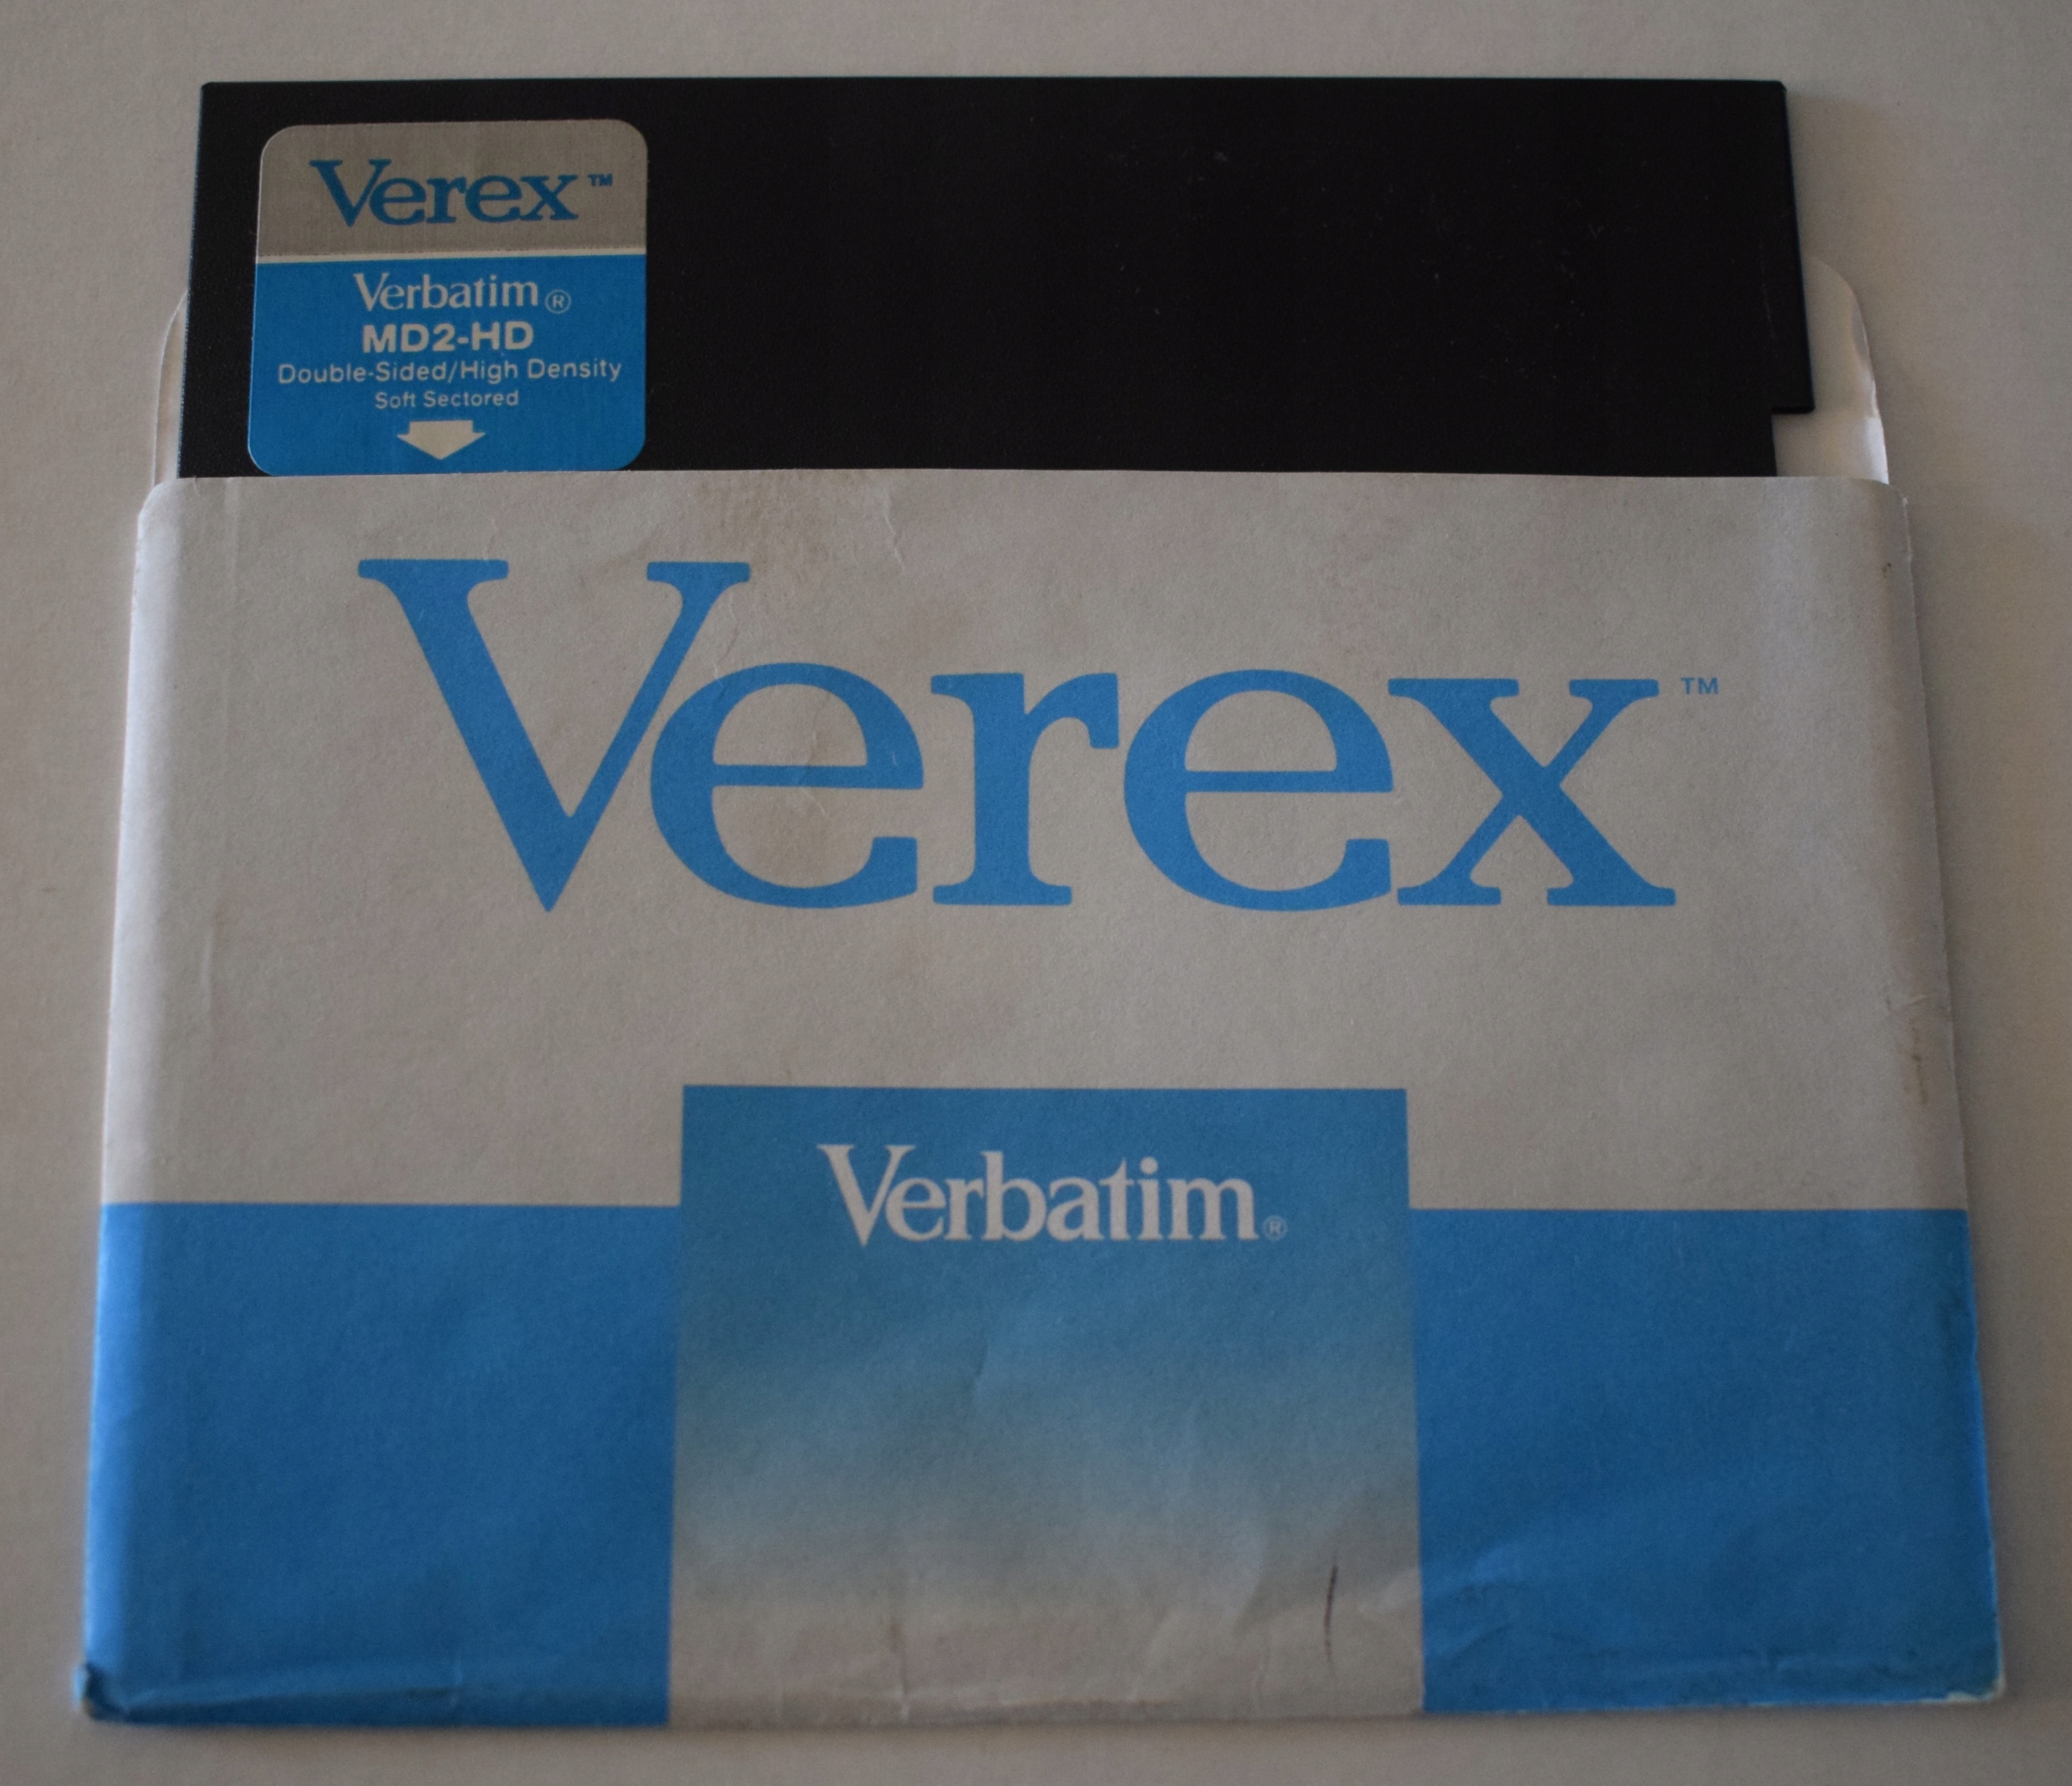 Verex™
Verbatim®
MD2-HD
Double-Sided/High Density
Soft Sectored
Verex™
Verbatim®